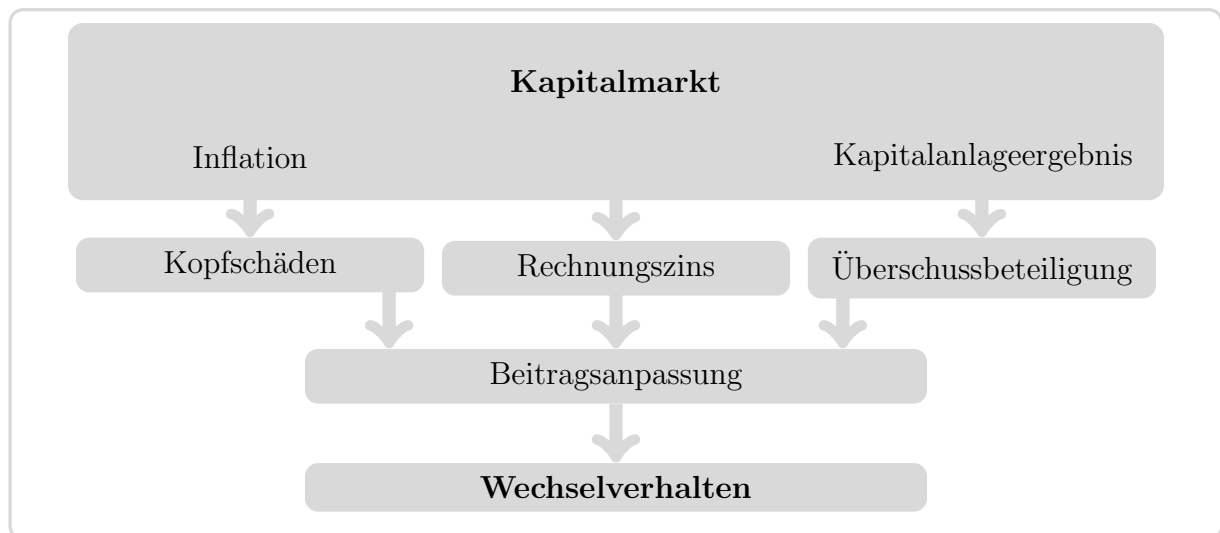 Kapitalmarkt
Inflation
Kapitalanlageergebnis
Kopfschäden
Rechnungszins
Überschussbeteiligung
Beitragsanpassung
Wechselverhalten